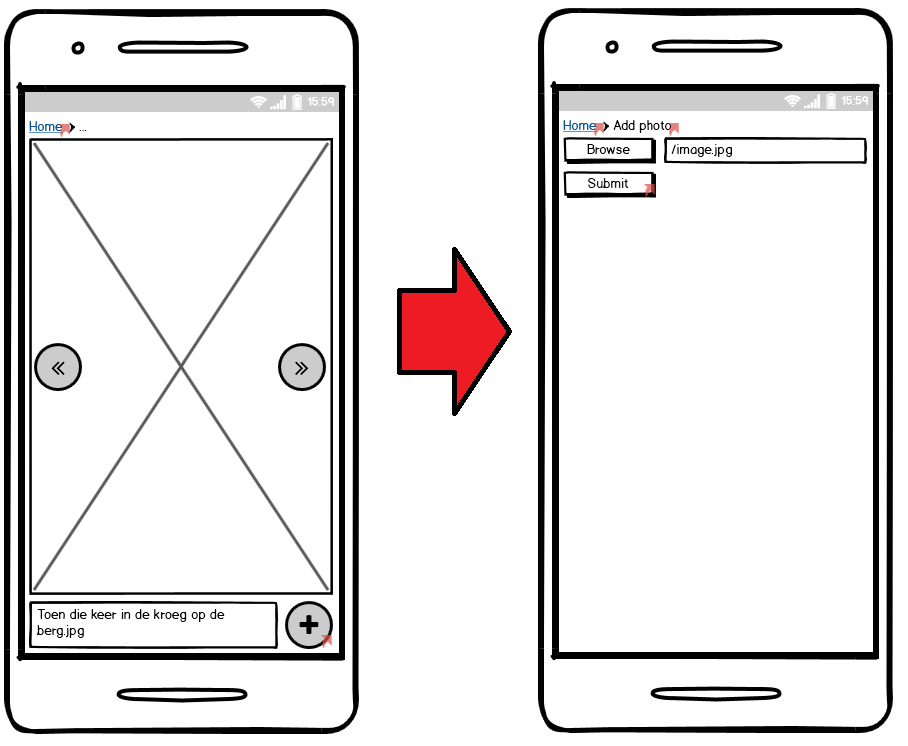 15:59
Home > ...
«
»
Toen die keer in de kroeg op de
berg.jpg
+
15:59
Home > Add photo
Browse
/image.jpg
Submit